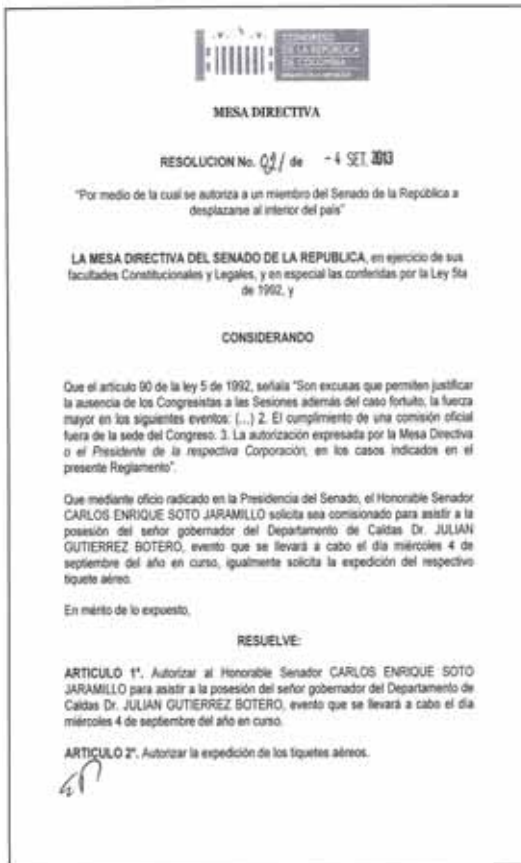 CONGRESO
DE LA REPÚBLICA
DE COLOMBIA
MESA DIRECTIVA
RESOLUCION No. 021 de - 4 SET. 2013
"Por medio de la cual se autoriza a un miembro del Senado de la República a
desplazarse al interior del país"
LA MESA DIRECTIVA DEL SENADO DE LA REPUBLICA, en ejercicio de sus
facultades Constitucionales y Legales, y en especial las conferidas por la Ley 5ta
de 1992, y
CONSIDERANDO
Que el artículo 90 de la ley 5 de 1992, señala "Son excusas que permiten justificar
la ausencia de los Congresistas a las Sesiones además del caso fortuito, la fuerza
mayor en los siguientes eventos: (...) 2. El cumplimiento de una comisión oficial
fuera de la sede del Congreso. 3. La autorización expresada por la Mesa Directiva
o el Presidente de la respectiva Corporación, en los casos indicados en el
presente Reglamento".
Que mediante oficio radicado en la Presidencia del Senado, el Honorable Senador
CARLOS ENRIQUE SOTO JARAMILLO solicita sea comisionado para asistir a la
posesión del señor gobernador del Departamento de Caldas Dr. JULIAN
GUTIERREZ BOTERO, evento que se llevará a cabo el día miércoles 4 de
septiembre del año en curso, igualmente solicita la expedición del respectivo
tiquete aéreo.
En mérito de lo expuesto,
RESUELVE:
ARTICULO 1°. Autorizar al Honorable Senador CARLOS ENRIQUE SOTO
JARAMILLO para asistir a la posesión del señor gobernador del Departamento de
Caldas Dr. JULIAN GUTIERREZ BOTERO, evento que se llevará a cabo el día
miércoles 4 de septiembre del año en curso.
ARTICULO 2°. Autorizar la expedición de los tiquetes aéreos.